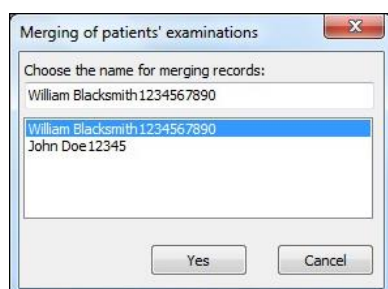 Merging of patients' examinations
Choose the name for merging records:
William Blacksmith1234567890
William Blacksmith1234567890
John Doe12345
Yes Cancel